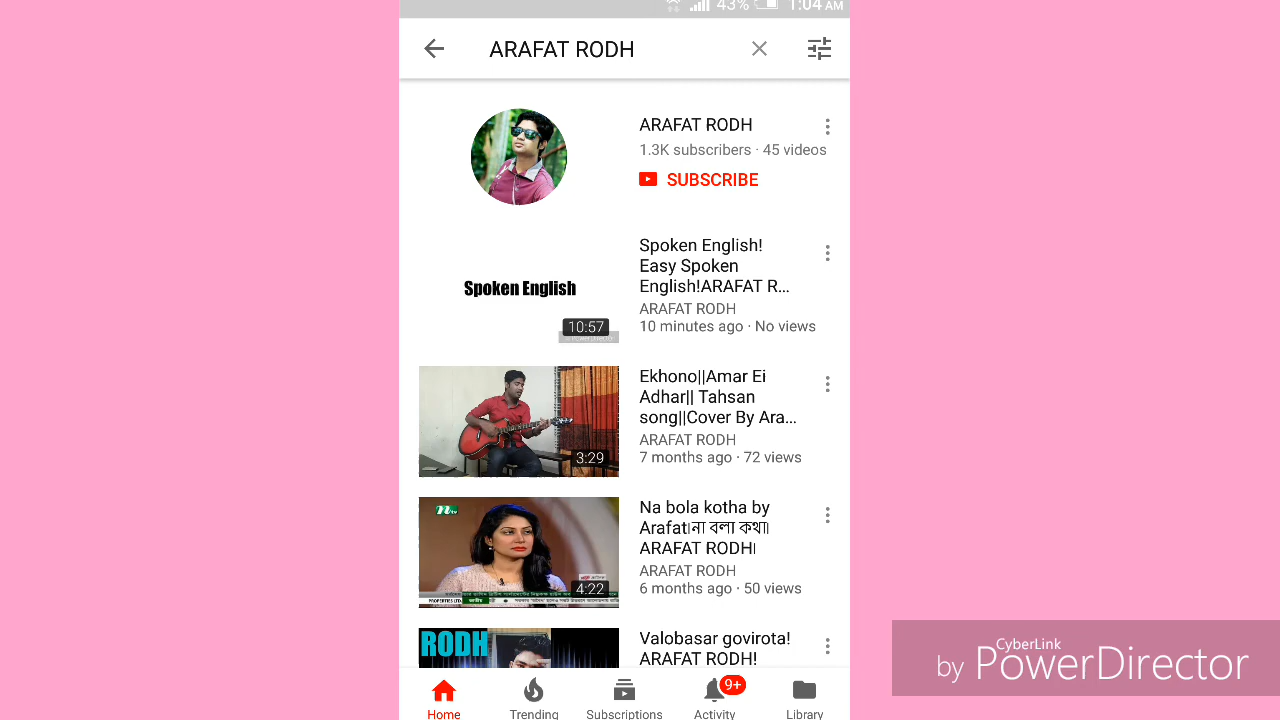 43% 1:04 AM
ARAFAT RODH
ARAFAT RODH
1.3K subscribers · 45 videos
SUBSCRIBE
Spoken English
10:57
Spoken English!
Easy Spoken
English!ARAFAT R...
ARAFAT RODH
10 minutes ago · No views
3:29
Ekhono||Amar Ei
Adhar|| Tahsan
song||Cover By Ara...
ARAFAT RODH
7 months ago · 72 views
ntv
4:22
PROPERTIES LTD.
Na bola kotha by
Arafat।না বলা কথা।
ARAFAT RODH।
ARAFAT RODH
6 months ago · 50 views
RODH
Valobasar govirota!
ARAFAT RODH!
Home
Trending
Subscriptions
9+
Activity
Library
CyberLink
by PowerDirector